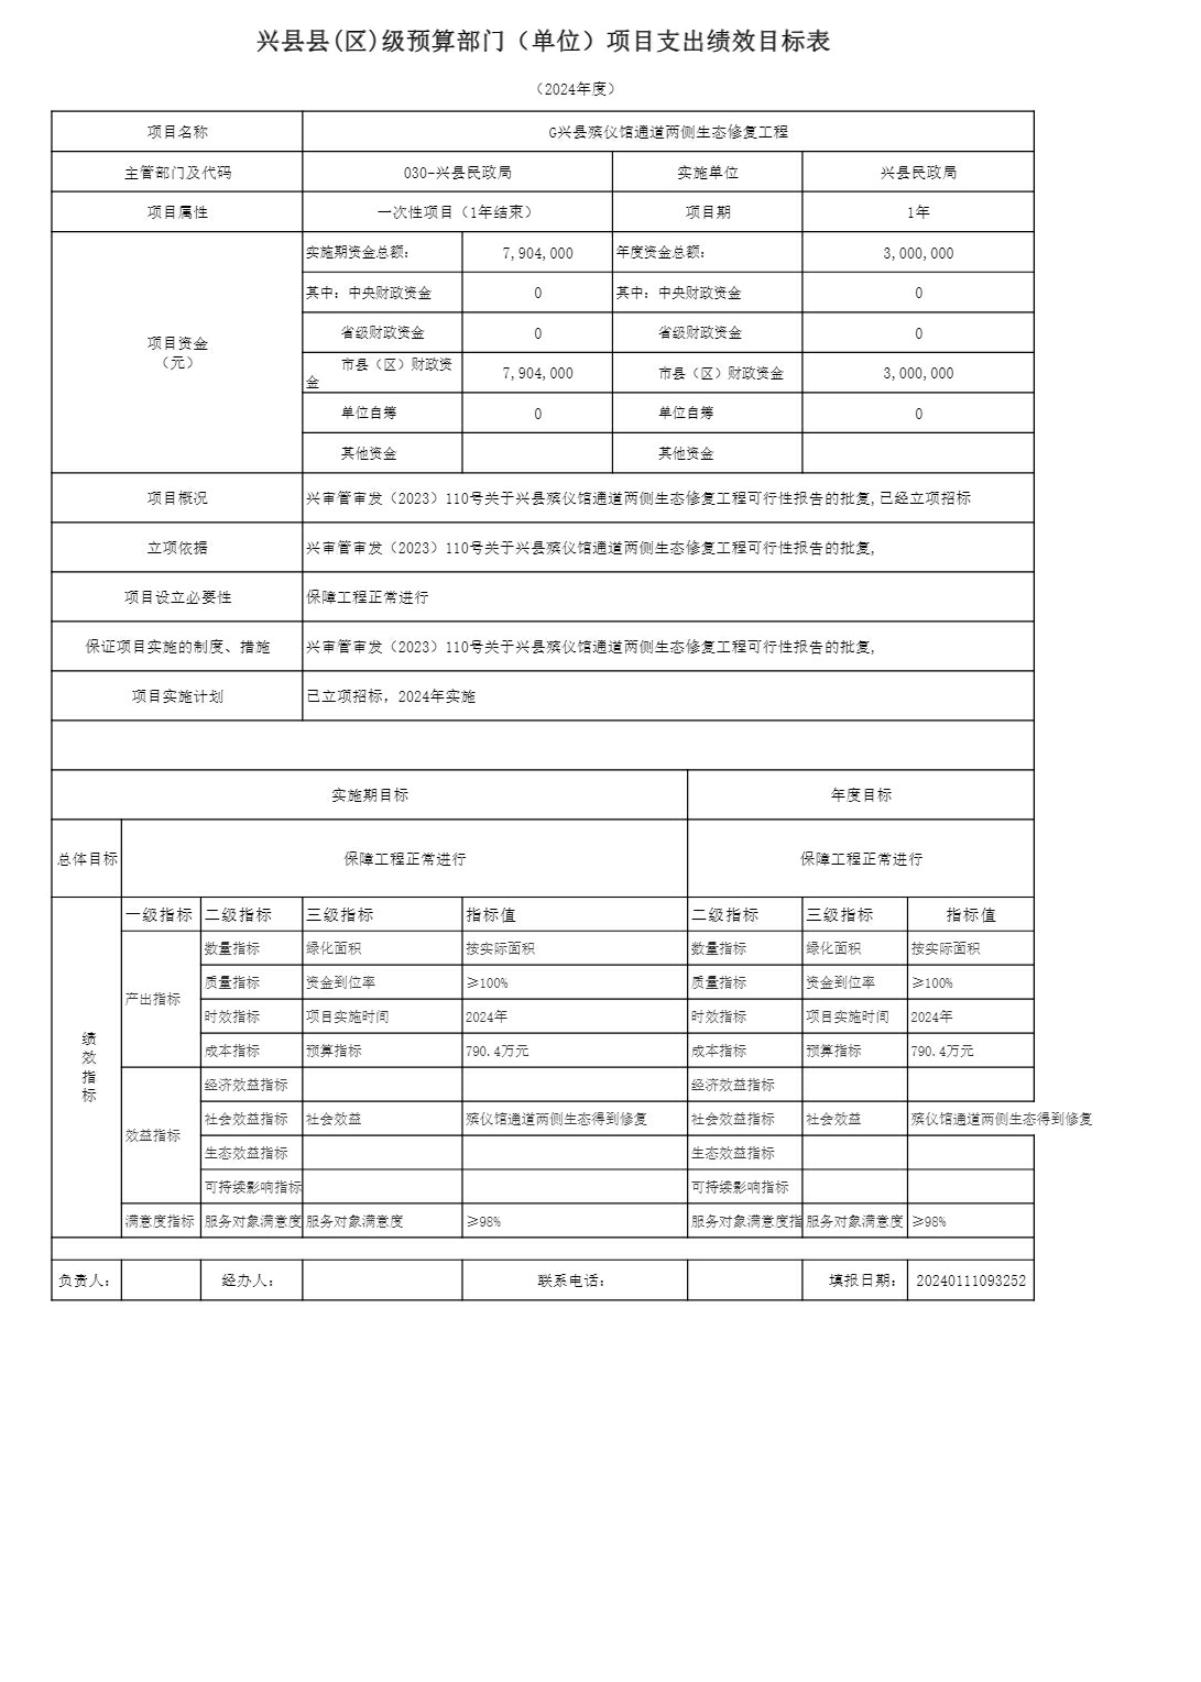 兴县县(区)级预算部门（单位）项目支出绩效目标表
（2024年度）
项目名称 G兴县殡仪馆通道两侧生态修复工程
主管部门及代码 030-兴县民政局 实施单位 兴县民政局
项目属性 一次性项目（1年结束） 项目期 1年
项目资金
（元）
实施期资金总额： 7,904,000 年度资金总额： 3,000,000
其中：中央财政资金 0 其中：中央财政资金 0
省级财政资金 0 省级财政资金 0
市县（区）财政资
金 7,904,000 市县（区）财政资金 3,000,000
单位自筹 0 单位自筹 0
其他资金 其他资金
项目概况 兴审管审发（2023）110号关于兴县殡仪馆通道两侧生态修复工程可行性报告的批复,已经立项招标
立项依据 兴审管审发（2023）110号关于兴县殡仪馆通道两侧生态修复工程可行性报告的批复,
项目设立必要性 保障工程正常进行
保证项目实施的制度、措施 兴审管审发（2023）110号关于兴县殡仪馆通道两侧生态修复工程可行性报告的批复,
项目实施计划 已立项招标，2024年实施
实施期目标 年度目标
总体目标 保障工程正常进行 保障工程正常进行
绩
效
指
标
一级指标 二级指标 三级指标 指标值 二级指标 三级指标 指标值
产出指标
数量指标 绿化面积 按实际面积 数量指标 绿化面积 按实际面积
质量指标 资金到位率 ≥100% 质量指标 资金到位率 ≥100%
时效指标 项目实施时间 2024年 时效指标 项目实施时间 2024年
成本指标 预算指标 790.4万元 成本指标 预算指标 790.4万元
效益指标
经济效益指标 经济效益指标
社会效益指标 社会效益 殡仪馆通道两侧生态得到修复 社会效益指标 社会效益 殡仪馆通道两侧生态得到修复
生态效益指标 生态效益指标
可持续影响指标 可持续影响指标
满意度指标 服务对象满意度 服务对象满意度 ≥98% 服务对象满意度指 服务对象满意度 ≥98%
负责人： 经办人： 联系电话： 填报日期： 20240111093252